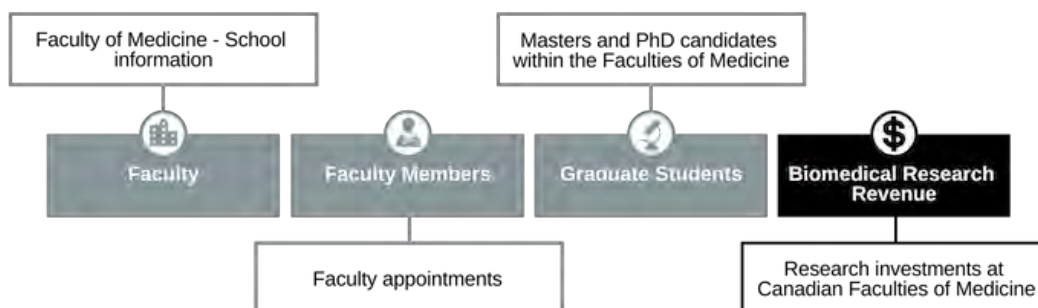 Faculty of Medicine - School
information
Masters and PhD candidates
within the Faculties of Medicine
$
Faculty
Faculty Members
Graduate Students
Biomedical Research
Revenue
Faculty appointments
Research investments at
Canadian Faculties of Medicine